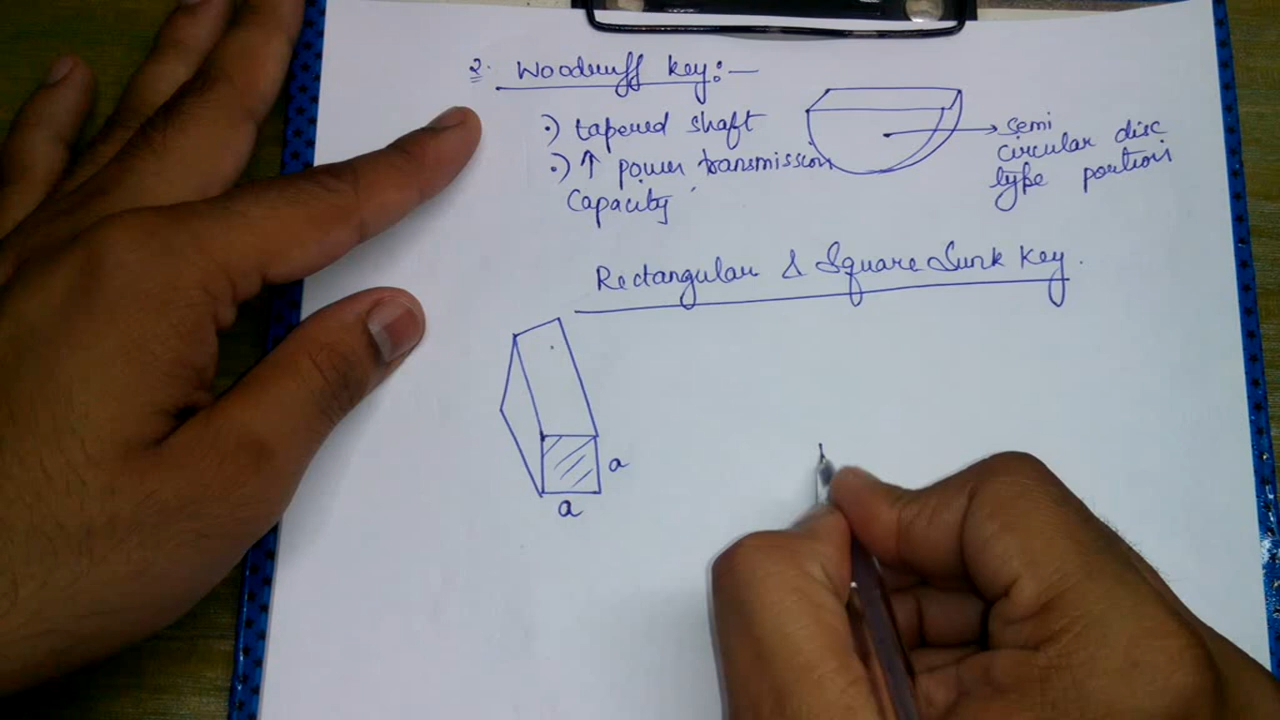 2. Woodruff key:-
•) tapered shaft
•) ↑ power transmission
Capacity
semi
circular disc
type portion
Rectangular & Square Sunk Key.
a
a